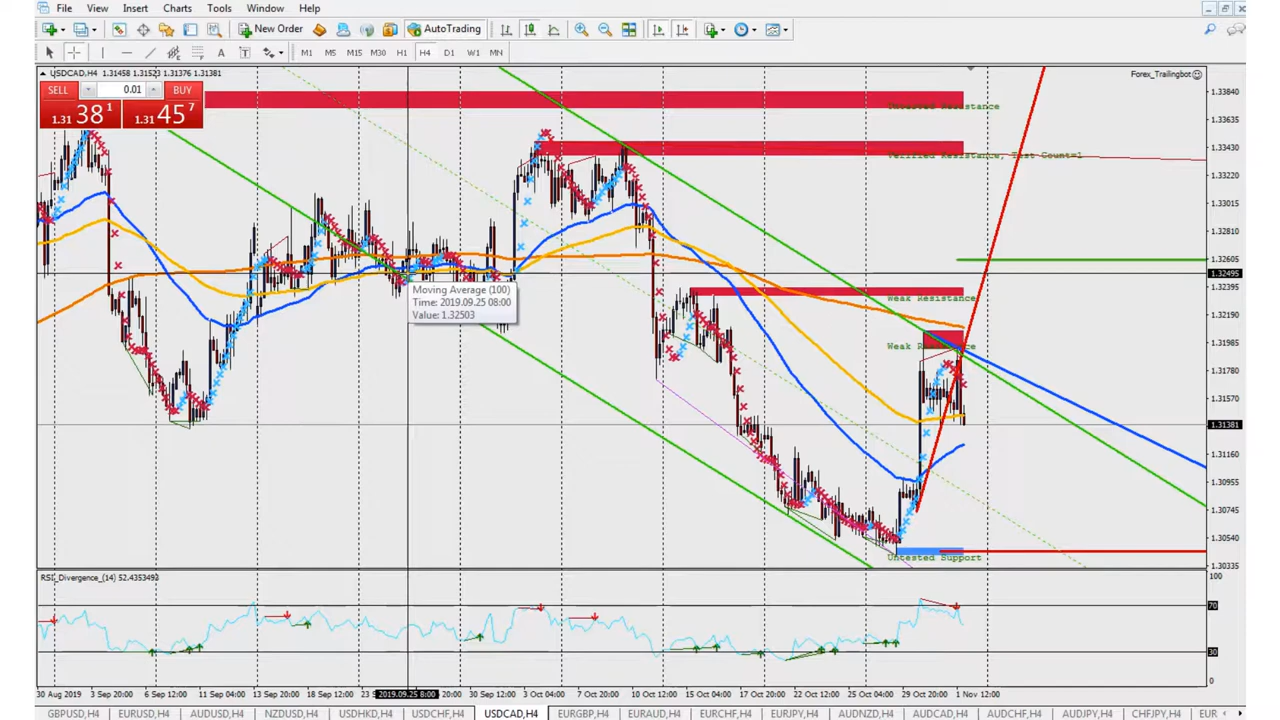 File View Insert Charts Tools Window Help
New Order AutoTrading
A T M1 M5 M15 M30 H1 H4 D1 W1 MN
USDCAD,H4 1.31458 1.31523 1.31376 1.31381
Forex_Trailingbot
SELL 0.01 BUY
1.31 38 1 1.31 45 7
1.33840
Untested Resistance
1.33635
1.33430
Verified Resistance, Test Count=1
1.33220
1.33015
1.32810
1.32605
1.32495
1.32395
Moving Average (100)
Time: 2019.09.25 08:00
Value: 1.32503
Weak Resistance
1.32190
1.31985
Weak Resistance
1.31780
1.31570
1.31381
1.31160
1.30955
1.30745
1.30540
Untested Support
1.30335
RSI_Divergence_(14) 52.4353493
100
70
30
0
30 Aug 2019 3 Sep 20:00 6 Sep 12:00 11 Sep 04:00 13 Sep 20:00 18 Sep 12:00 2019.09.25 8:00 30 Sep 12:00 3 Oct 04:00 7 Oct 20:00 10 Oct 12:00 15 Oct 04:00 17 Oct 20:00 22 Oct 12:00 25 Oct 04:00 29 Oct 20:00 1 Nov 12:00
GBPUSD,H4 EURUSD,H4 AUDUSD,H4 NZDUSD,H4 USDHKD,H4 USDCHF,H4 USDCAD,H4 EURGBP,H4 EURAUD,H4 EURCHF,H4 EURJPY,H4 AUDNZD,H4 AUDCAD,H4 AUDCHF,H4 AUDJPY,H4 CHFJPY,H4 EUR